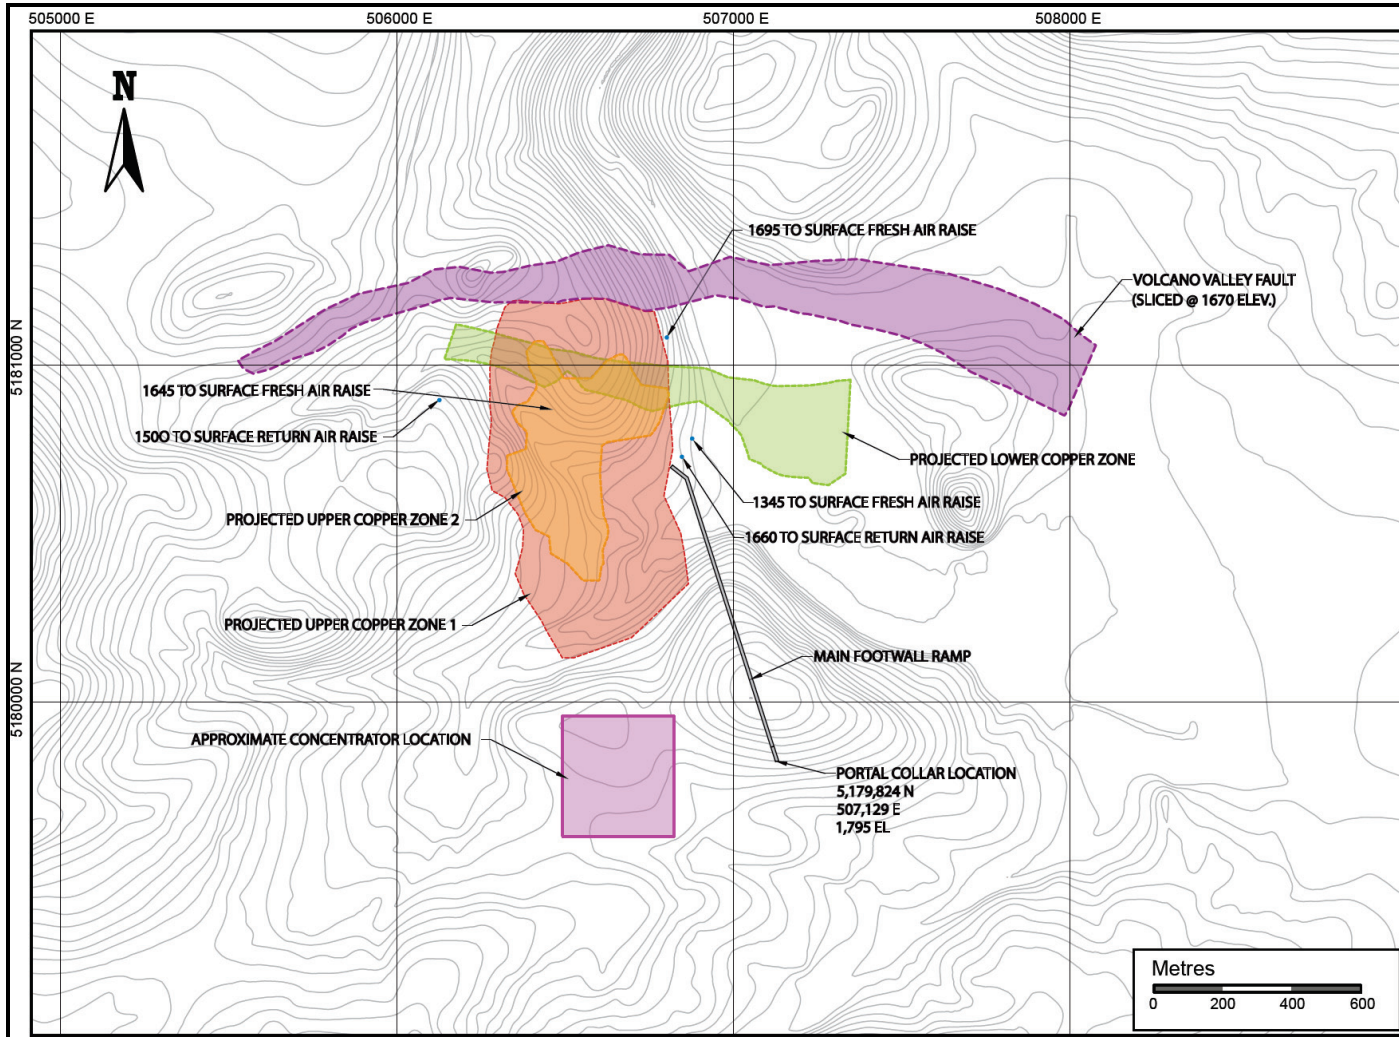 505000 E
506000 E
507000 E
508000 E
N
1695 TO SURFACE FRESH AIR RAISE
VOLCANO VALLEY FAULT
(SLICED @ 1670 ELEV.)
5181000 N
1645 TO SURFACE FRESH AIR RAISE
1500 TO SURFACE RETURN AIR RAISE
PROJECTED LOWER COPPER ZONE
1345 TO SURFACE FRESH AIR RAISE
PROJECTED UPPER COPPER ZONE 2
1660 TO SURFACE RETURN AIR RAISE
PROJECTED UPPER COPPER ZONE 1
MAIN FOOTWALL RAMP
5180000 N
APPROXIMATE CONCENTRATOR LOCATION
PORTAL COLLAR LOCATION
5,179,824 N
507,129 E
1,795 EL
Metres
0 200 400 600